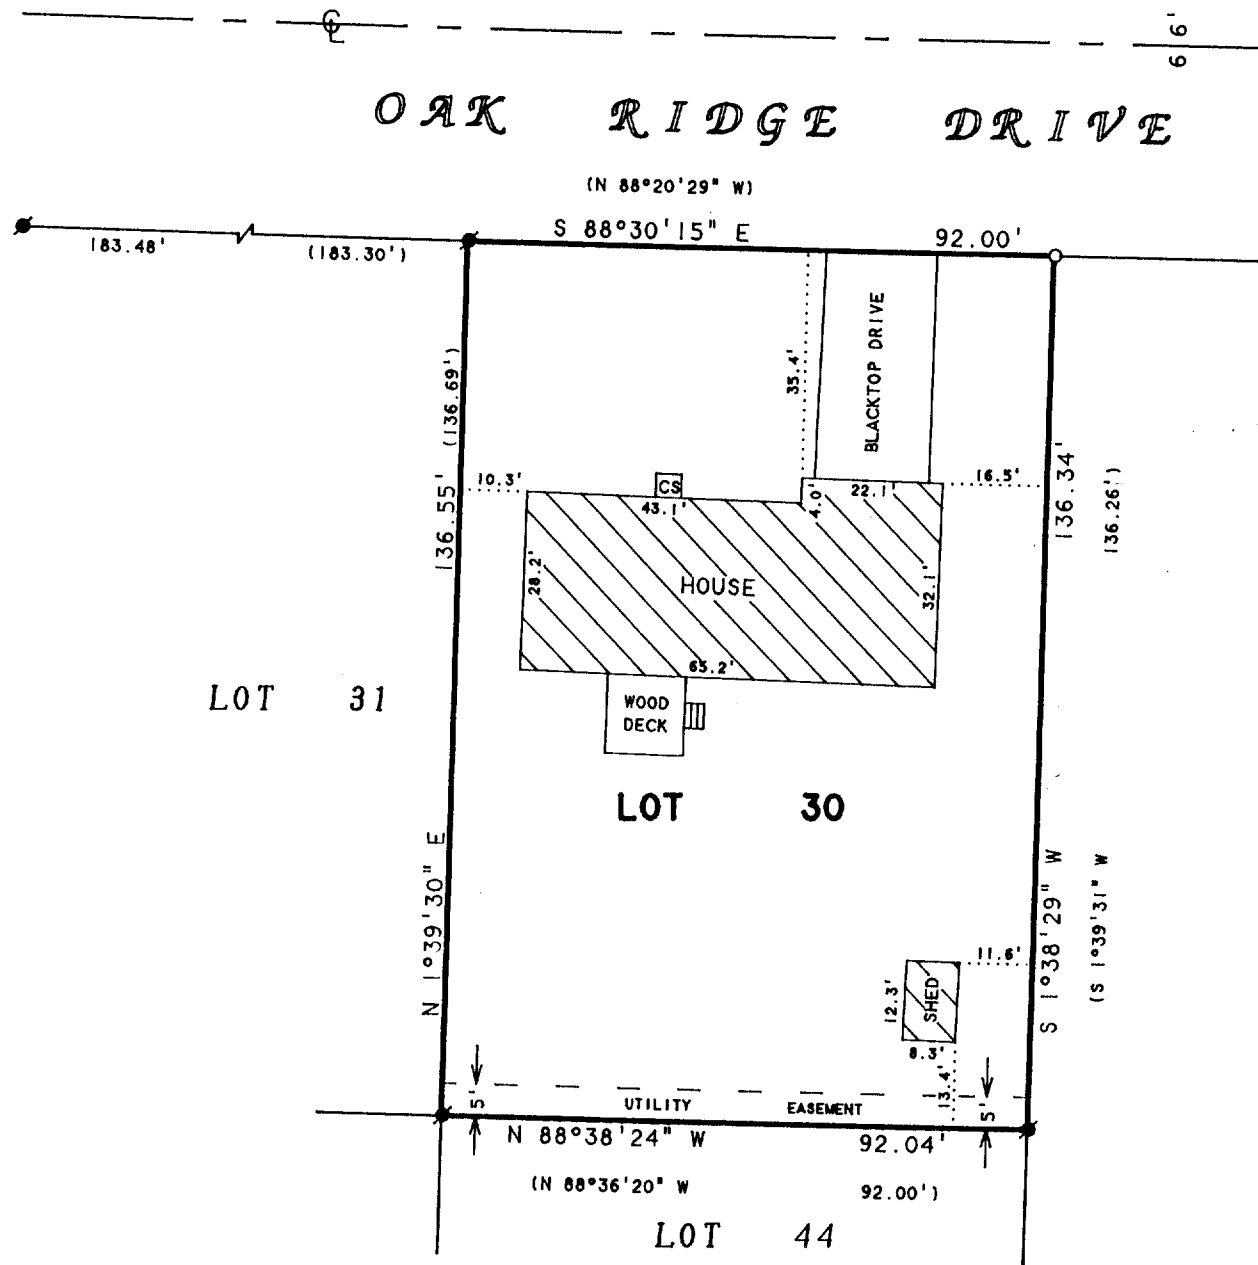 CL
6'
6'
OAK RIDGE DRIVE
(N 88°20'29" W)
S 88°30'15" E 92.00'
183.48' (183.30')
136.55' (136.69')
35.4'
BLACKTOP DRIVE
10.3'
CS
43.1'
4.0'
22.1'
16.5'
136.34'
136.26')
28.2'
HOUSE
32.1'
65.2'
LOT 31
WOOD
DECK
LOT 30
N 1°39'30" E
S 1°38'29" W
(S 1°39'31" W
11.6'
12.3'
SHED
8.3'
13.4'
5'
UTILITY EASEMENT
5'
N 88°38'24" W 92.04'
(N 88°36'20" W 92.00')
LOT 44